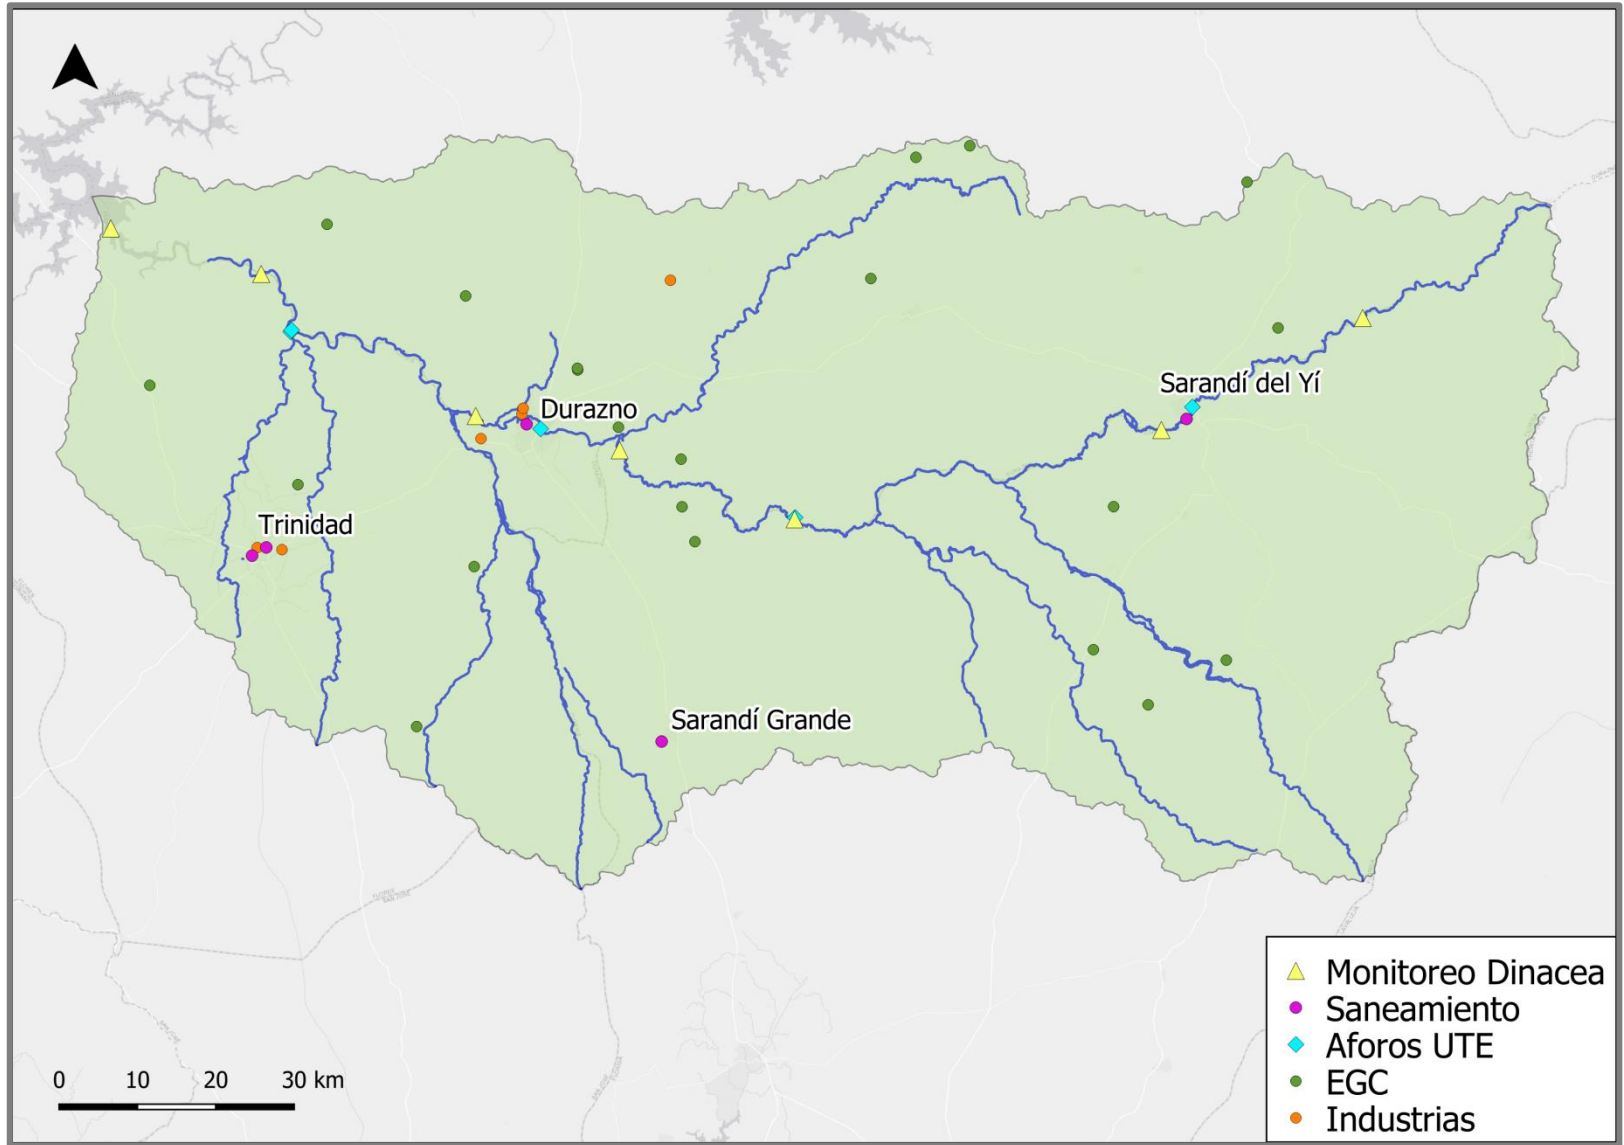 Sarandí del Yí
Durazno
Trinidad
Sarandí Grande
Monitoreo Dinacea
Saneamiento
Aforos UTE
EGC
Industrias
0 10 20 30 km